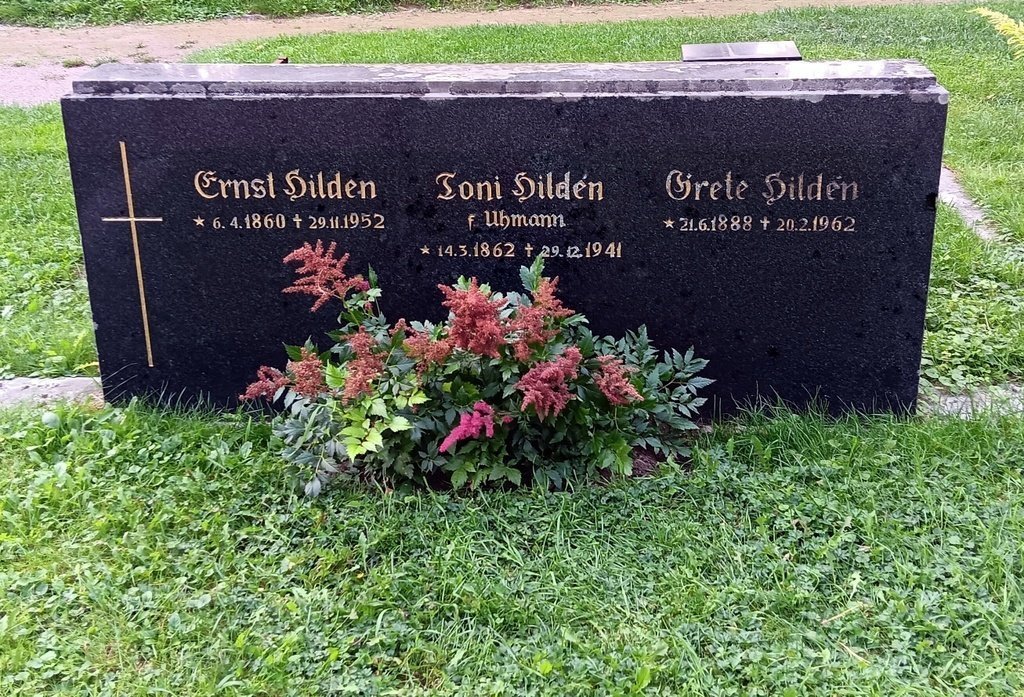 Ernst Hilden
★ 6.4.1860 ✝ 29.11.1952
Toni Hildén
f. Uhmann
★ 14.3.1862 ✝ 29.12.1941
Grete Hildén
★ 21.6.1888 ✝ 20.2.1962